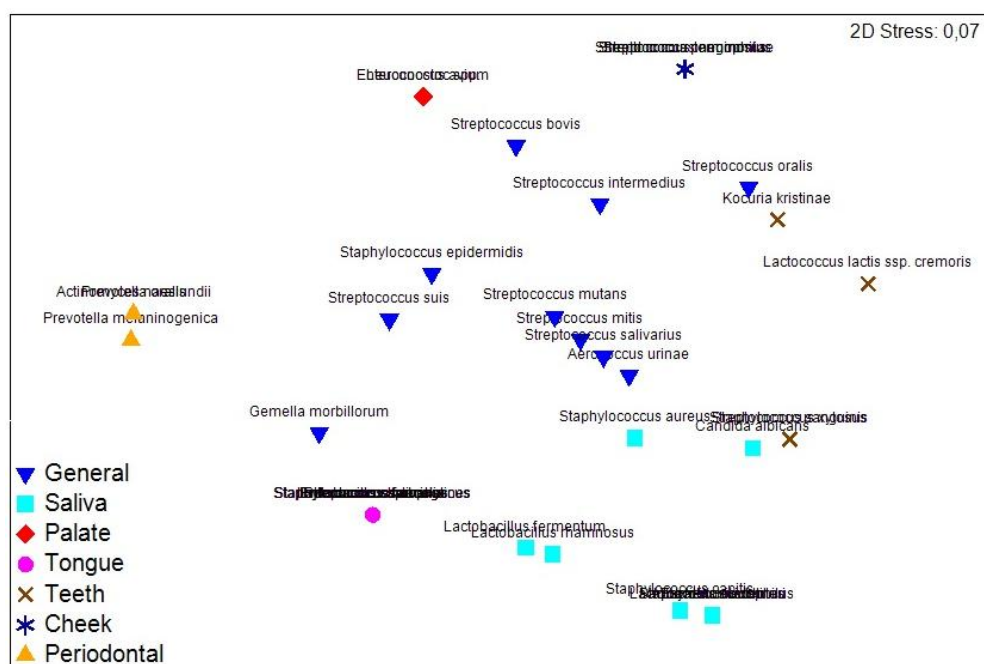 2D Stress: 0,07
Streptococcus bovis
Streptococcus oralis
Streptococcus intermedius
Kocuria kristinae
Staphylococcus epidermidis
Lactococcus lactis ssp. cremoris
Streptococcus suis
Streptococcus mutans
Prevotella melaninogenica
Streptococcus mitis
Streptococcus salivarius
Aerococcus urinae
Gemella morbillorum
Staphylococcus aureus
Candida albicans
General
Saliva
Lactobacillus fermentum
Palate
Lactobacillus rhamnosus
Tongue
Teeth
Staphylococcus capitis
Cheek
Periodontal